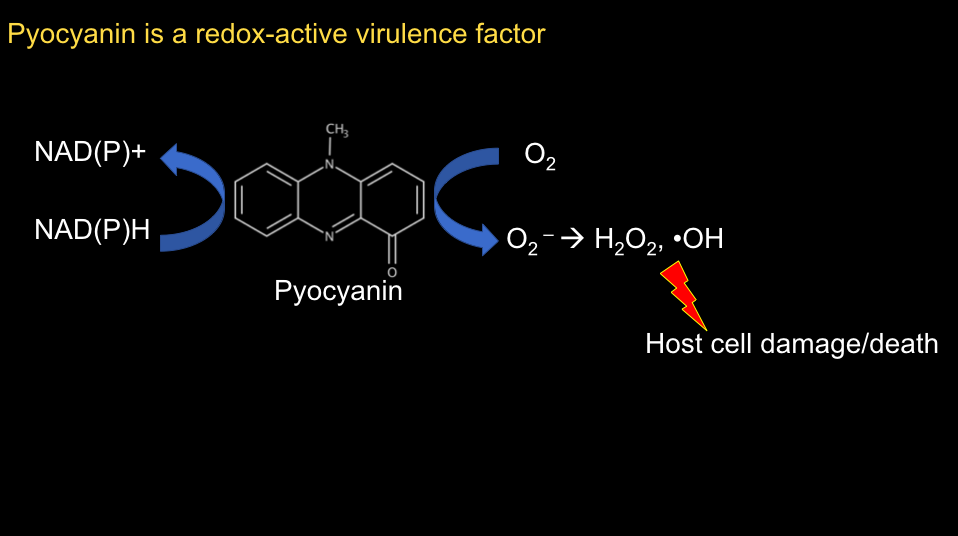 Pyocyanin is a redox-active virulence factor
CH₃
NAD(P)+
N
O₂
NAD(P)H
N
O₂⁻ → H₂O₂, •OH
O
Pyocyanin
Host cell damage/death